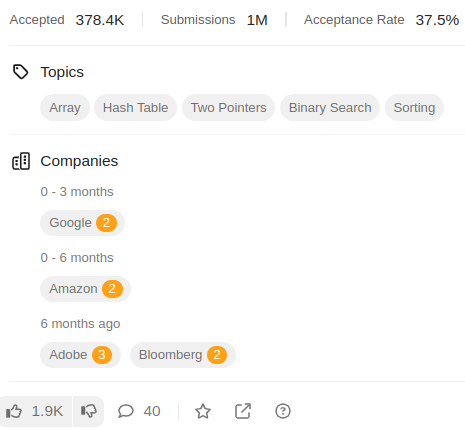 Accepted 378.4K Submissions 1M Acceptance Rate 37.5%
Topics
Array Hash Table Two Pointers Binary Search Sorting
Companies
0 - 3 months
Google 2
0 - 6 months
Amazon 2
6 months ago
Adobe 3 Bloomberg 2
1.9K 40